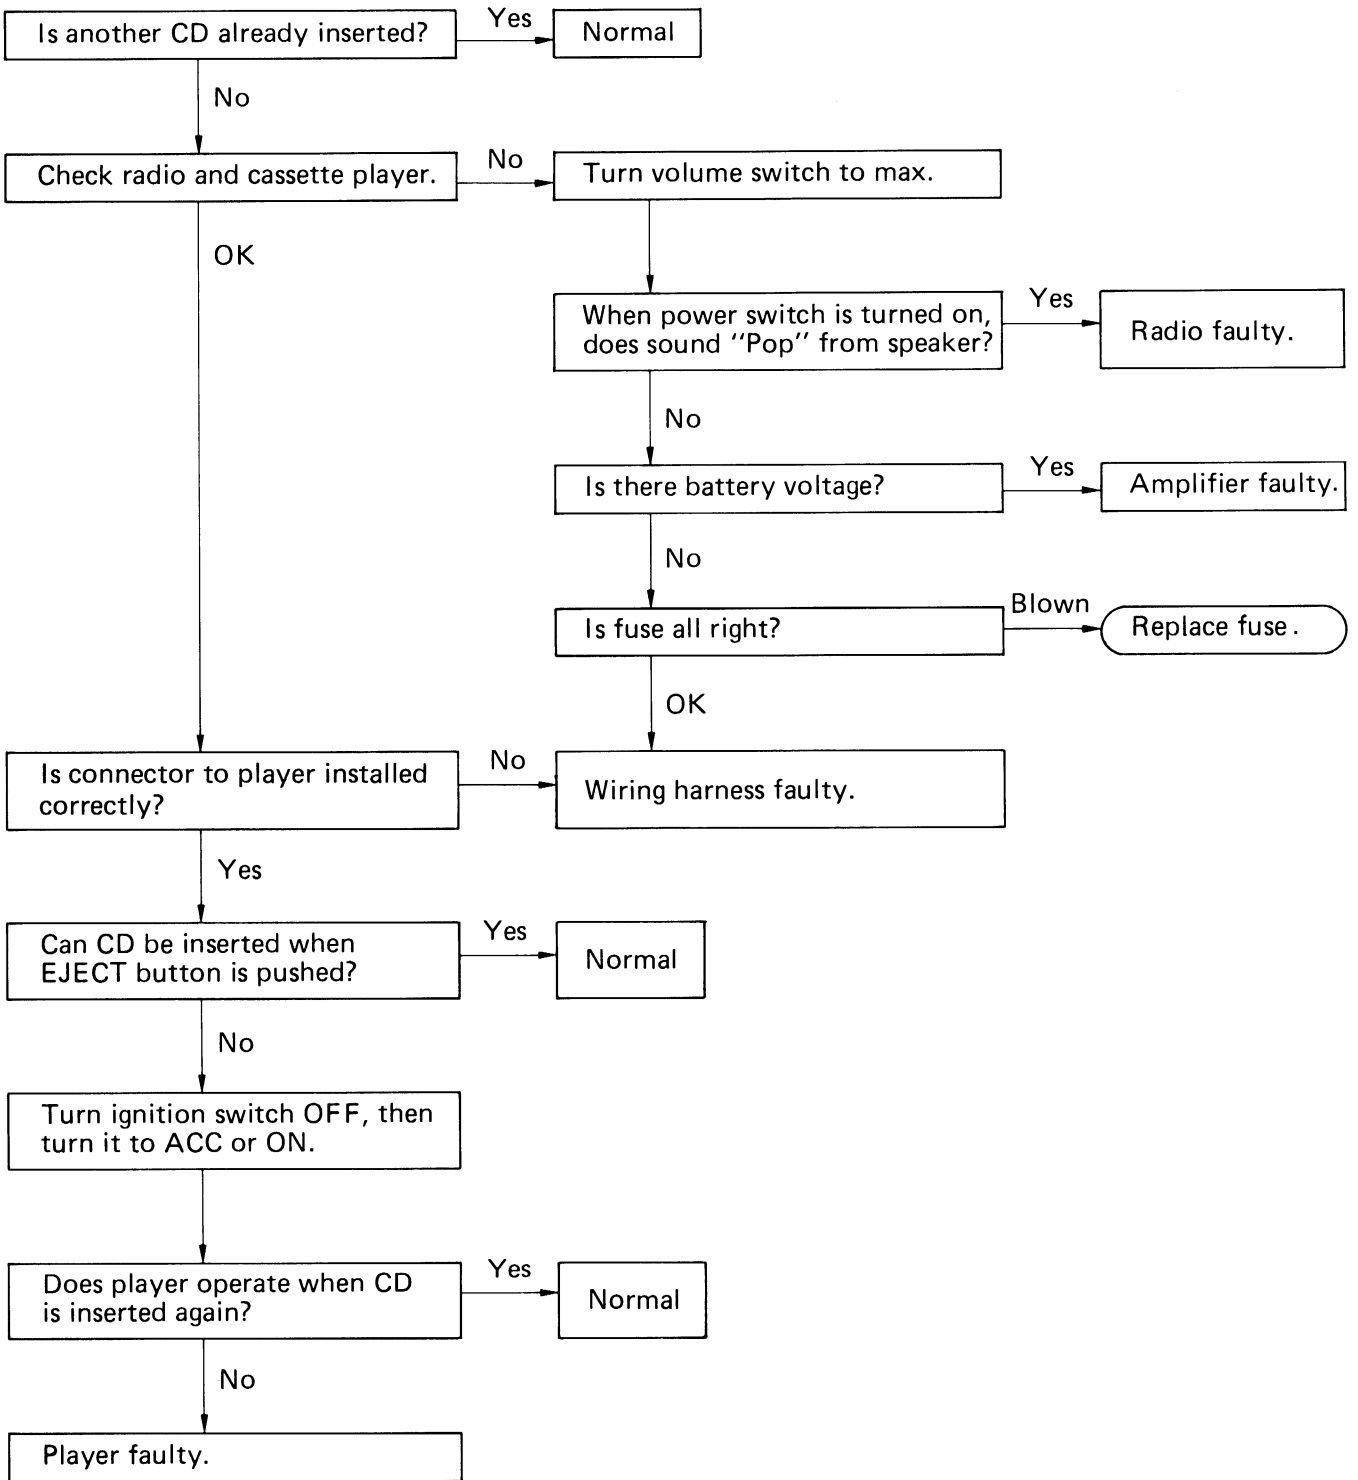 Is another CD already inserted?
Yes
Normal
No
Check radio and cassette player.
No
Turn volume switch to max.
OK
When power switch is turned on,
does sound "Pop" from speaker?
Yes
Radio faulty.
No
Is there battery voltage?
Yes
Amplifier faulty.
No
Is fuse all right?
Blown
Replace fuse.
OK
Is connector to player installed
correctly?
No
Wiring harness faulty.
Yes
Can CD be inserted when
EJECT button is pushed?
Yes
Normal
No
Turn ignition switch OFF, then
turn it to ACC or ON.
Does player operate when CD
is inserted again?
Yes
Normal
No
Player faulty.